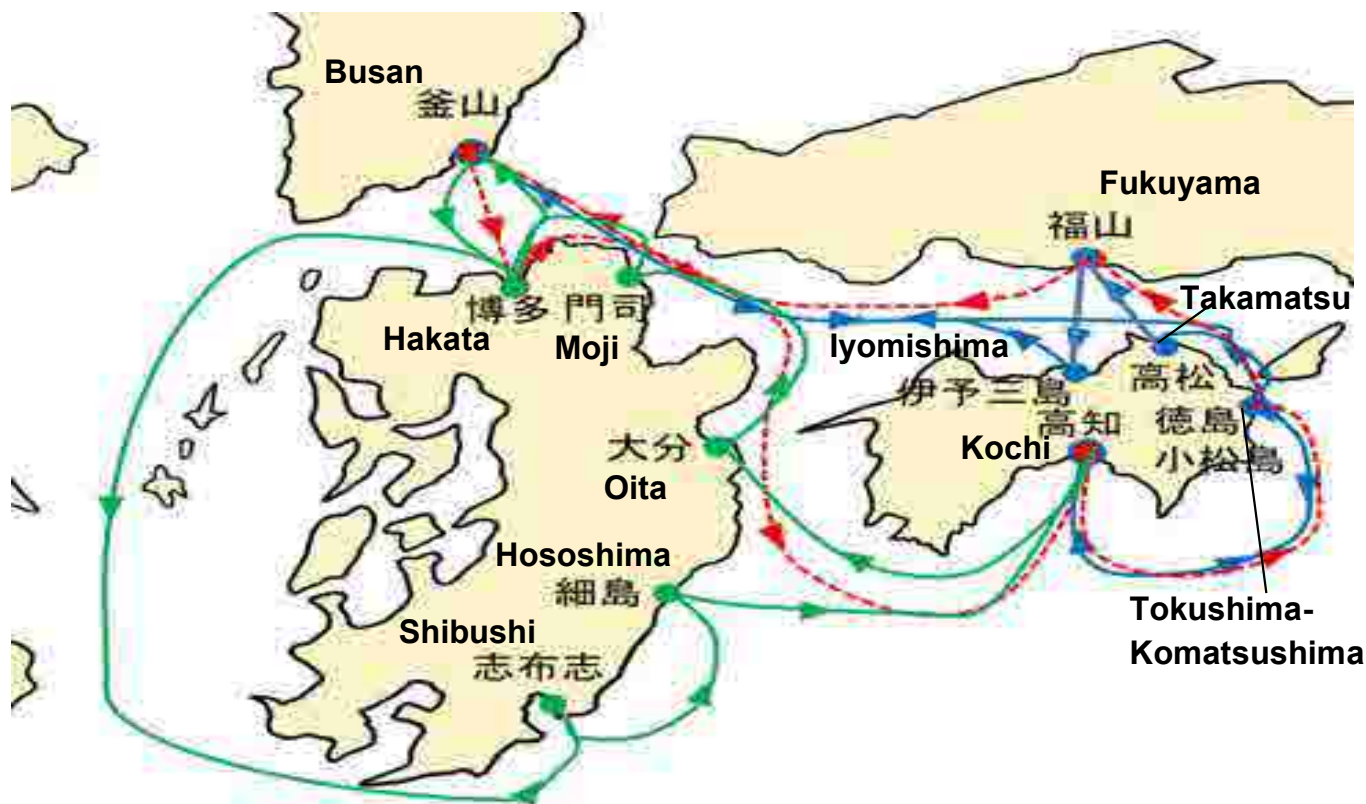 Busan
釜山
Fukuyama
福山
Takamatsu
博多
門司
Hakata
Moji
Iyomishima
伊予三島
高松
高知
徳島
Kochi
小松島
大分
Oita
Hososhima
細島
Shibushi
志布志
Tokushima-
Komatsushima